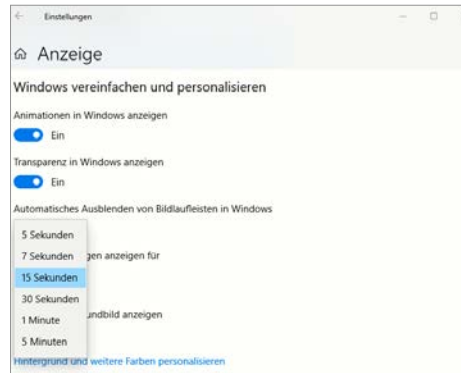 Einstellungen
Anzeige
Windows vereinfachen und personalisieren
Animationen in Windows anzeigen
Ein
Transparenz in Windows anzeigen
Ein
Automatisches Ausblenden von Bildlaufleisten in Windows
5 Sekunden
7 Sekunden gen anzeigen für
15 Sekunden
30 Sekunden
1 Minute undbild anzeigen
5 Minuten
Hintergrund und weitere Farben personalisieren